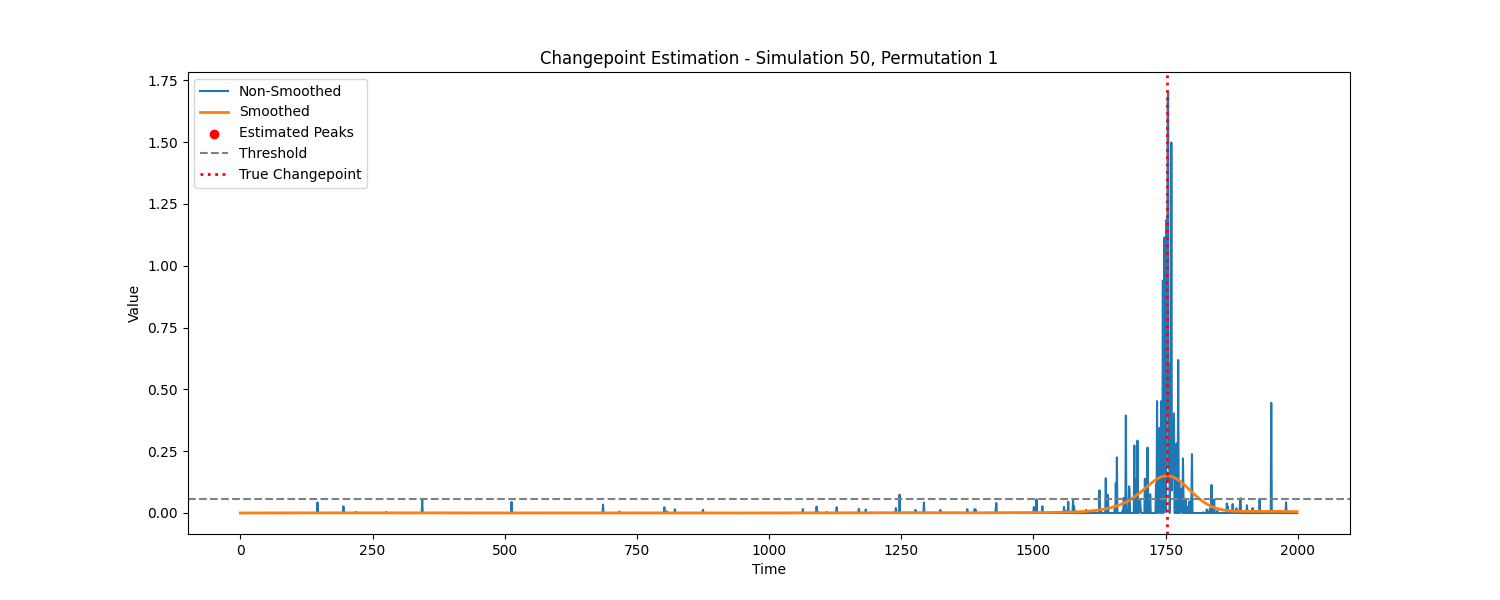 Changepoint Estimation - Simulation 50, Permutation 1
1.75
1.50
1.25
1.00
0.75
0.50
0.25
0.00
Value
Non-Smoothed
Smoothed
Estimated Peaks
Threshold
True Changepoint
0 250 500 750 1000 1250 1500 1750 2000
Time